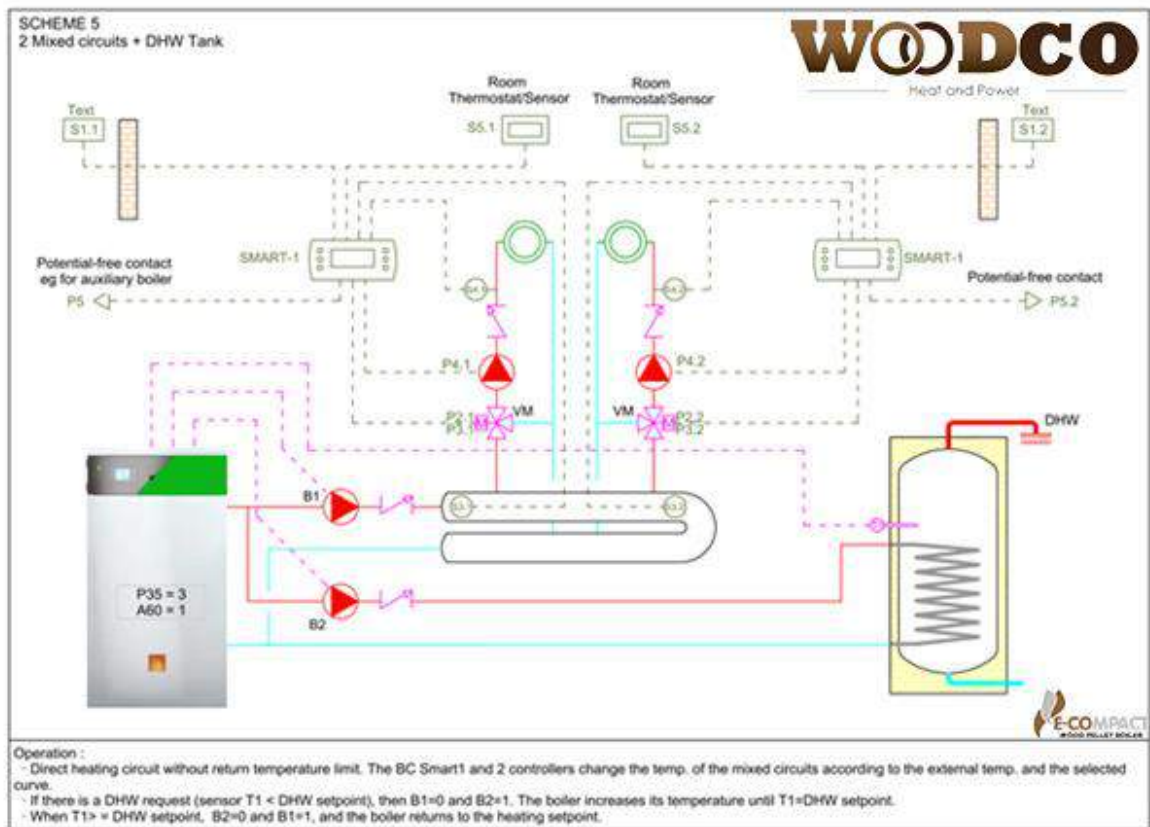 SCHEME 5
2 Mixed circuits + DHW Tank
WOODCO
Heat and Power
Room
Thermostat/Sensor
Room
Thermostat/Sensor
Text
S1.1
S5.1
S5.2
Text
S1.2
SMART-1
SMART-1
Potential-free contact
eg for auxiliary boiler
P5
Potential-free contact
P5.2
P4.1
P4.2
P2.1
P3.1
M
VM
VM
M
P2.2
P3.2
DHW
B1
B2
P35 = 3
A60 = 1
E-COMPACT
WOOD PELLET BOILER
Operation :
- Direct heating circuit without return temperature limit. The BC Smart1 and 2 controllers change the temp. of the mixed circuits according to the external temp. and the selected
curve.
- If there is a DHW request (sensor T1 < DHW setpoint), then B1=0 and B2=1. The boiler increases its temperature until T1=DHW setpoint.
- When T1> = DHW setpoint, B2=0 and B1=1, and the boiler returns to the heating setpoint.